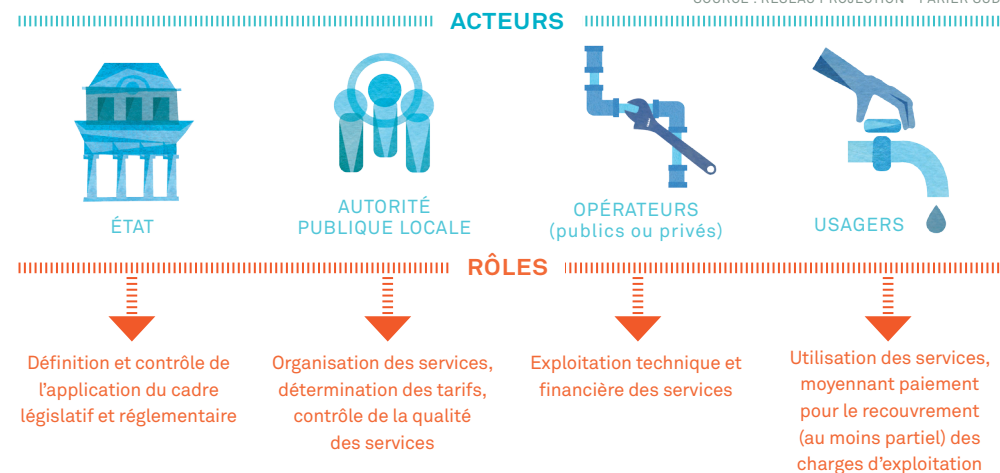 ACTEURS
ÉTAT
AUTORITÉ
PUBLIQUE LOCALE
OPÉRATEURS
(publics ou privés)
USAGERS
RÔLES
Définition et contrôle de
l’application du cadre
législatif et réglementaire
Organisation des services,
détermination des tarifs,
contrôle de la qualité
des services
Exploitation technique et
financière des services
Utilisation des services,
moyennant paiement
pour le recouvrement
(au moins partiel) des
charges d’exploitation